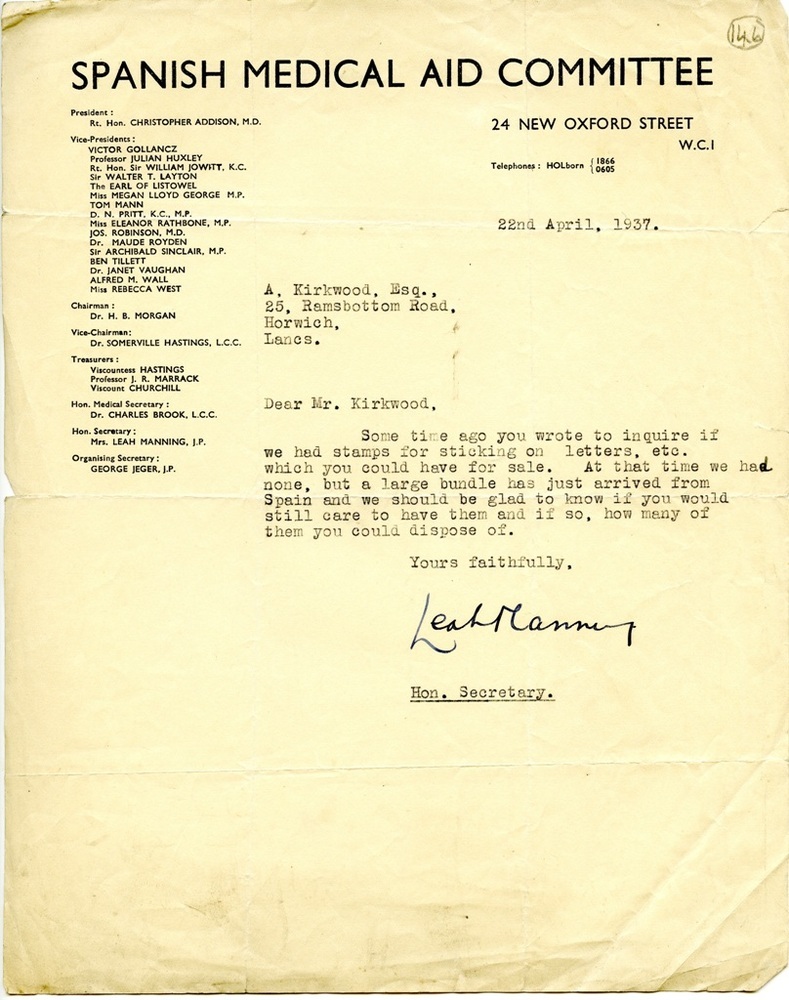 14.6
SPANISH MEDICAL AID COMMITTEE
President :
Rt. Hon. CHRISTOPHER ADDISON, M.D.
Vice-Presidents :
VICTOR GOLLANCZ
Professor JULIAN HUXLEY
Rt. Hon. Sir WILLIAM JOWITT, K.C.
Sir WALTER T. LAYTON
The EARL OF LISTOWEL
Miss MEGAN LLOYD GEORGE M.P.
TOM MANN
D. N. PRITT, K.C., M.P.
Miss ELEANOR RATHBONE, M.P.
JOS. ROBINSON, M.D.
Dr. MAUDE ROYDEN
Sir ARCHIBALD SINCLAIR, M.P.
BEN TILLETT
Dr. JANET VAUGHAN
ALFRED M. WALL
Miss REBECCA WEST
Chairman :
Dr. H. B. MORGAN
Vice-Chairman:
Dr. SOMERVILLE HASTINGS, L.C.C.
Treasurers :
Viscountess HASTINGS
Professor J. R. MARRACK
Viscount CHURCHILL
Hon. Medical Secretary :
Dr. CHARLES BROOK, L.C.C.
Hon. Secretary :
Mrs. LEAH MANNING, J.P.
Organising Secretary :
GEORGE JEGER, J.P.
24 NEW OXFORD STREET
W.C.1
Telephones : HOLborn { 1866
0605
22nd April, 1937.
A, Kirkwood, Esq.,
25, Ramsbottom Road,
Horwich,
Lancs.
Dear Mr. Kirkwood,
Some time ago you wrote to inquire if
we had stamps for sticking on letters, etc.
which you could have for sale. At that time we had
none, but a large bundle has just arrived from
Spain and we should be glad to know if you would
still care to have them and if so, how many of
them you could dispose of.
Yours faithfully,
Leah Manning
Hon. Secretary.